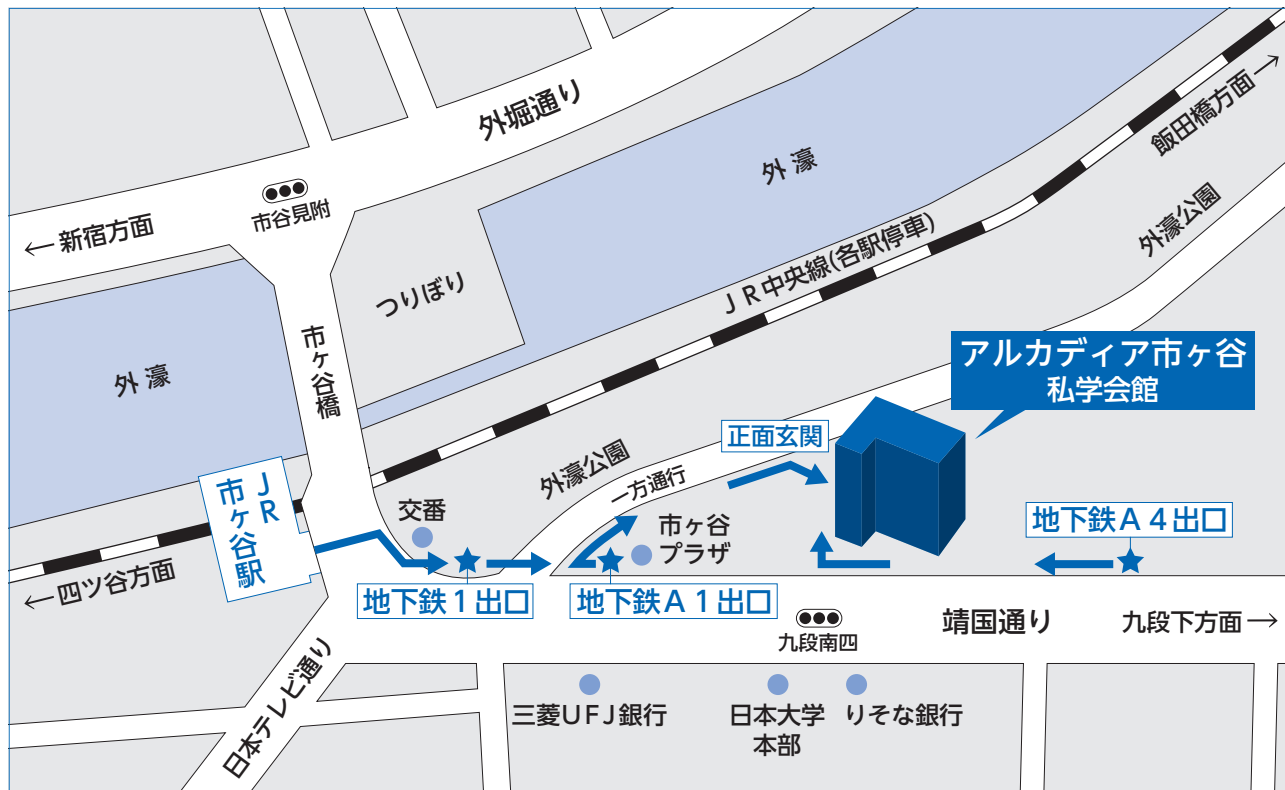 外堀通り
飯田橋方面→
外濠
市谷見附
←新宿方面
外濠公園
つりぼり
JR中央線(各駅停車)
市ヶ谷橋
外濠
アルカディア市ヶ谷
私学会館
正面玄関
外濠公園
一方通行
JR
市ヶ谷駅
交番
市ヶ谷
プラザ
地下鉄A4出口
←四ツ谷方面
地下鉄1出口
地下鉄A1出口
九段南四
靖国通り
九段下方面→
日本テレビ通り
三菱UFJ銀行
日本大学
本部
りそな銀行